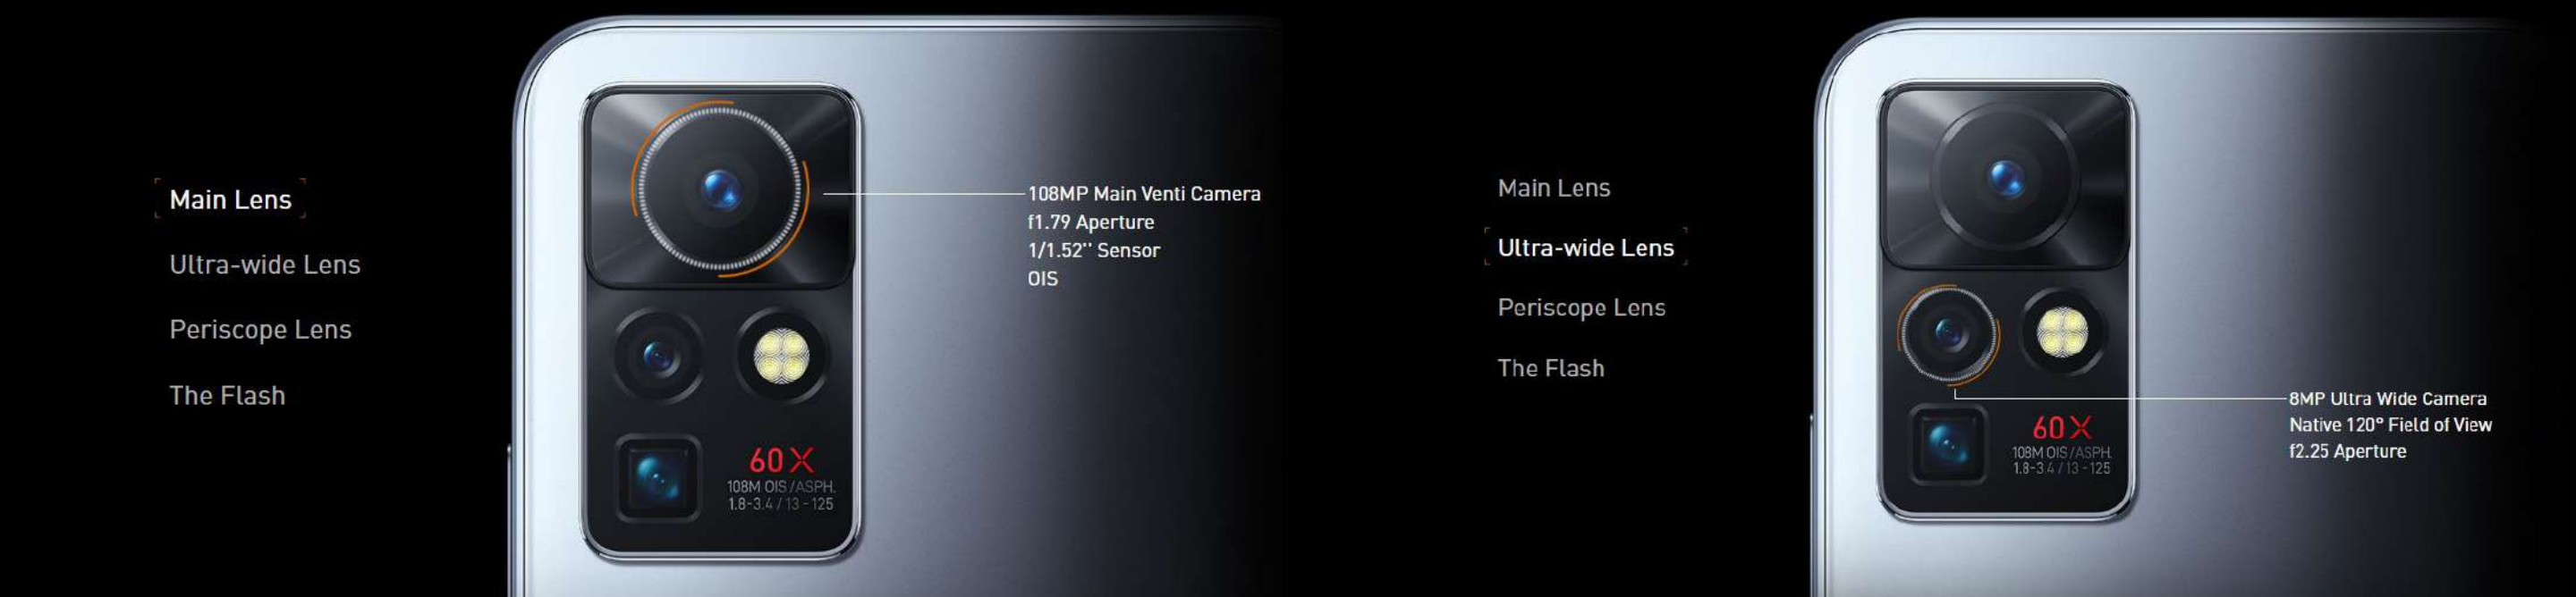 Main Lens
Ultra-wide Lens
Periscope Lens
The Flash
108MP Main Venti Camera
f1.79 Aperture
1/1.52'' Sensor
OIS
60X
108M OIS/ASPH.
1.8-3.4 / 13 - 125
Main Lens
Ultra-wide Lens
Periscope Lens
The Flash
8MP Ultra Wide Camera
Native 120° Field of View
f2.25 Aperture
60X
108M OIS/ASPH.
1.8-3.4 / 13 - 125